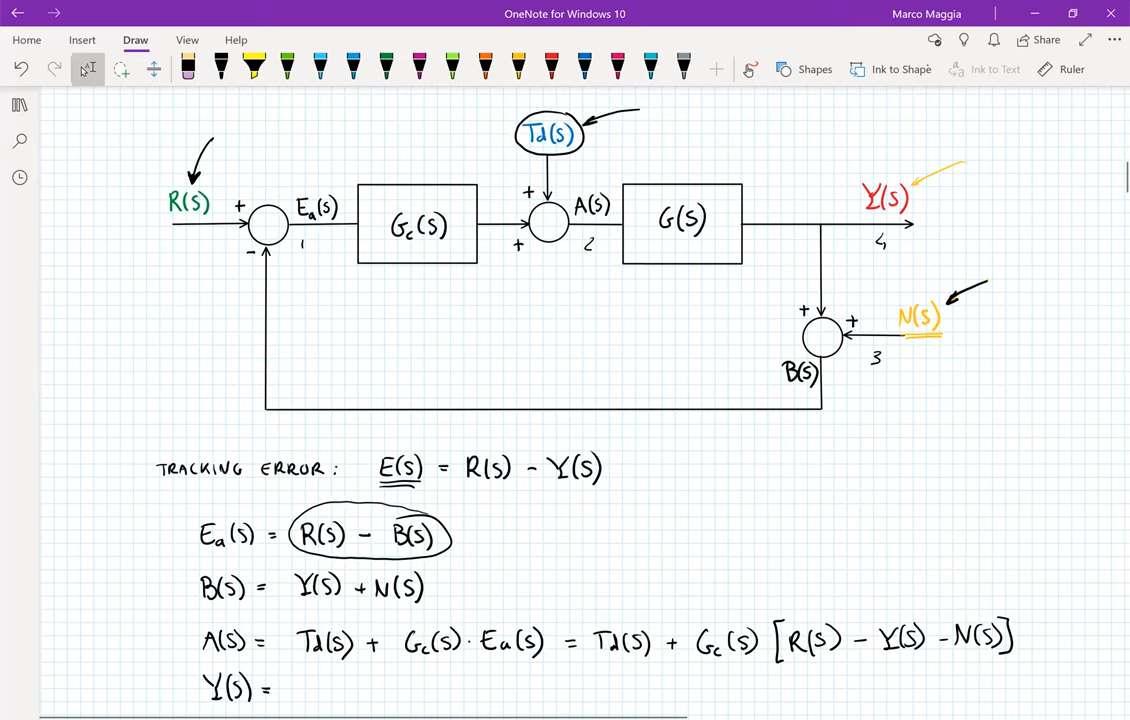 OneNote for Windows 10
Marco Maggia
Home Insert Draw View Help
Share
Shapes Ink to Shape Ink to Text Ruler
Td(s)
R(s) + Ea(s) Gc(s) + A(s) G(s) Y(s)
- 1 + 2 4
+ + N(s)
3
B(s)
TRACKING ERROR: E(s) = R(s) - Y(s)
Ea(s) = R(s) - B(s)
B(s) = Y(s) + N(s)
A(s) = Td(s) + Gc(s) · Ea(s) = Td(s) + Gc(s) [R(s) - Y(s) - N(s)]
Y(s) =